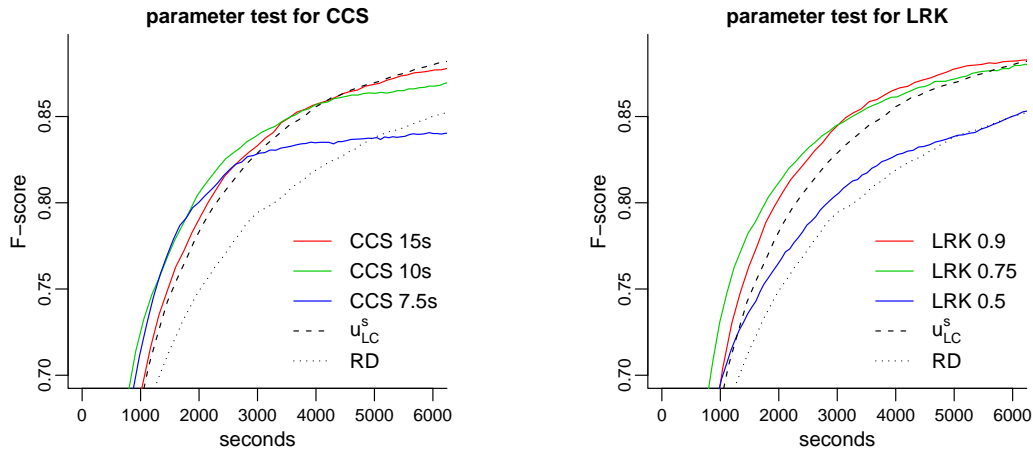 parameter test for CCS
F−score
0.70 0.75 0.80 0.85
CCS 15s
CCS 10s
CCS 7.5s
u^s_LC
RD
0 1000 2000 3000 4000 5000 6000
seconds
parameter test for LRK
F−score
0.70 0.75 0.80 0.85
LRK 0.9
LRK 0.75
LRK 0.5
u^s_LC
RD
0 1000 2000 3000 4000 5000 6000
seconds